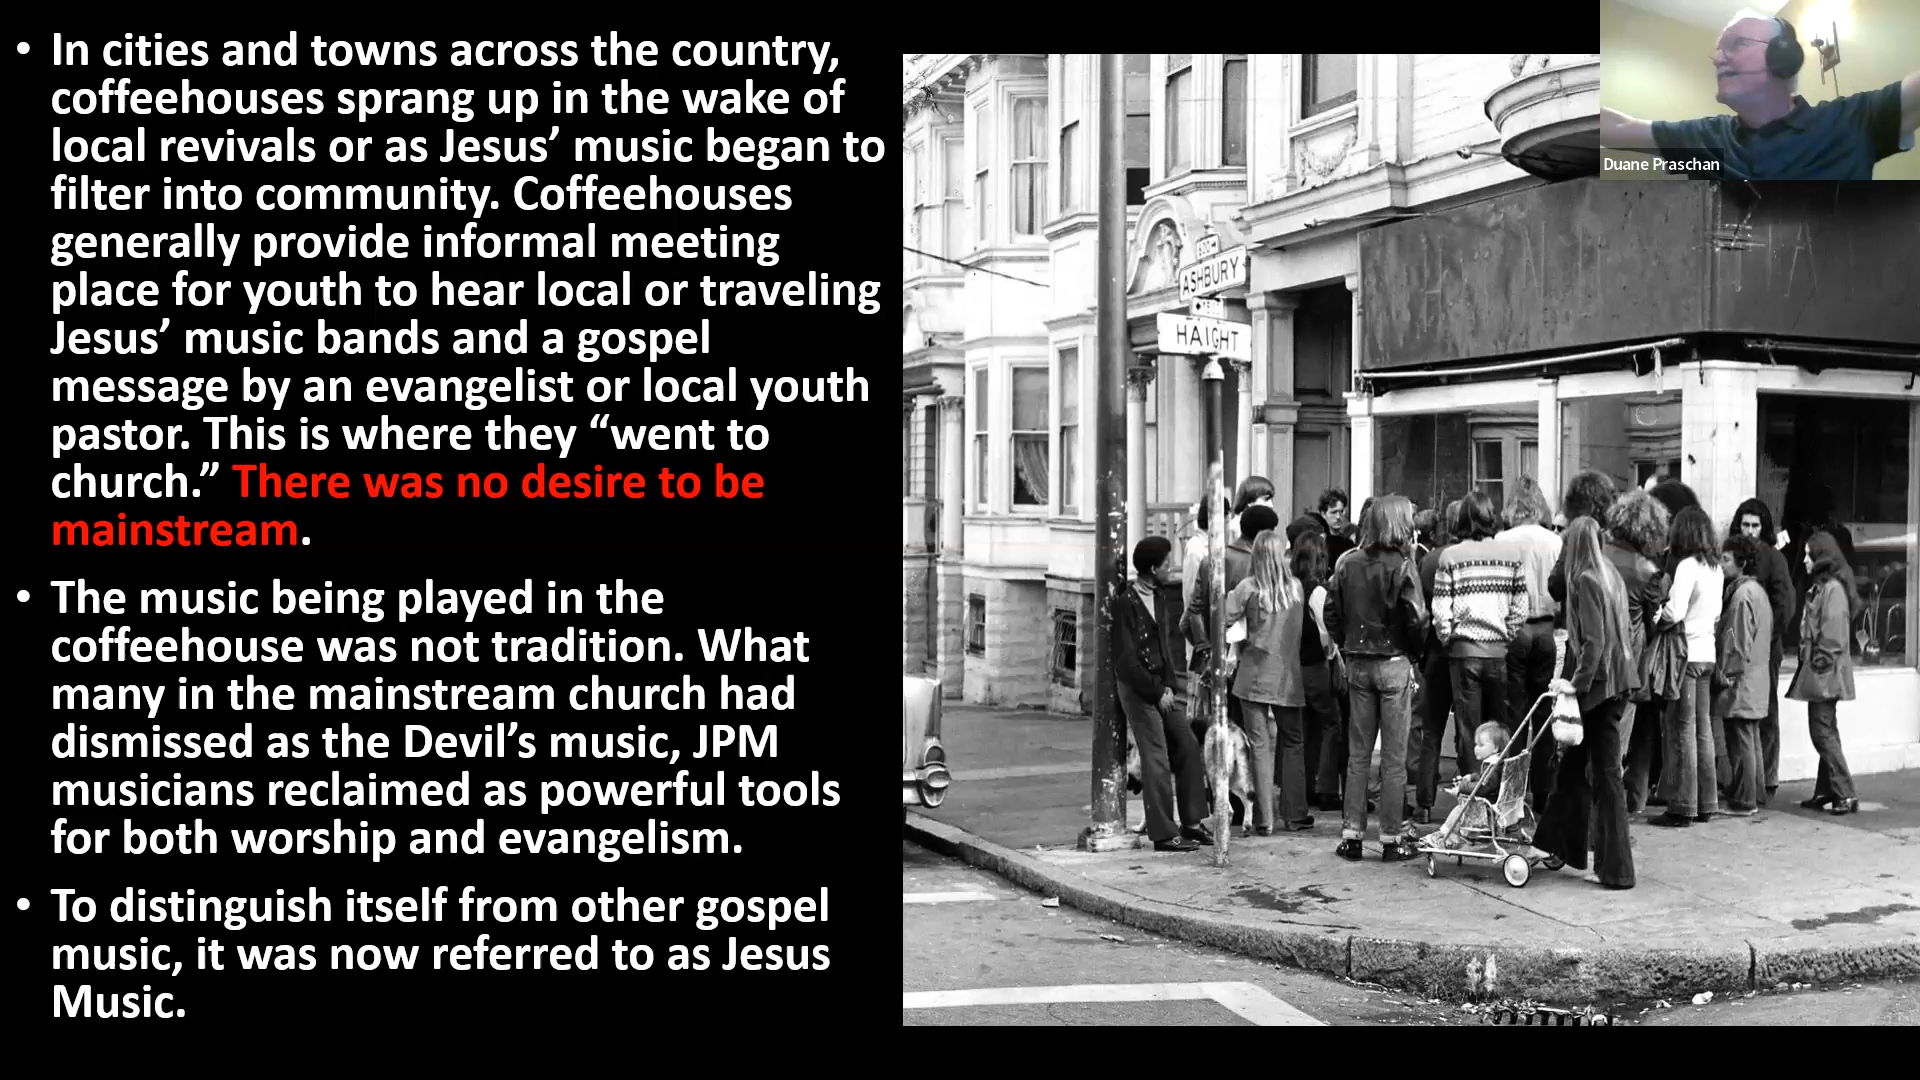 • In cities and towns across the country,
coffeehouses sprang up in the wake of
local revivals or as Jesus’ music began to
filter into community. Coffeehouses
generally provide informal meeting
place for youth to hear local or traveling
Jesus’ music bands and a gospel
message by an evangelist or local youth
pastor. This is where they “went to
church.” There was no desire to be
mainstream.
• The music being played in the
coffeehouse was not tradition. What
many in the mainstream church had
dismissed as the Devil’s music, JPM
musicians reclaimed as powerful tools
for both worship and evangelism.
• To distinguish itself from other gospel
music, it was now referred to as Jesus
Music.
Duane Praschan
ASHBURY
HAIGHT